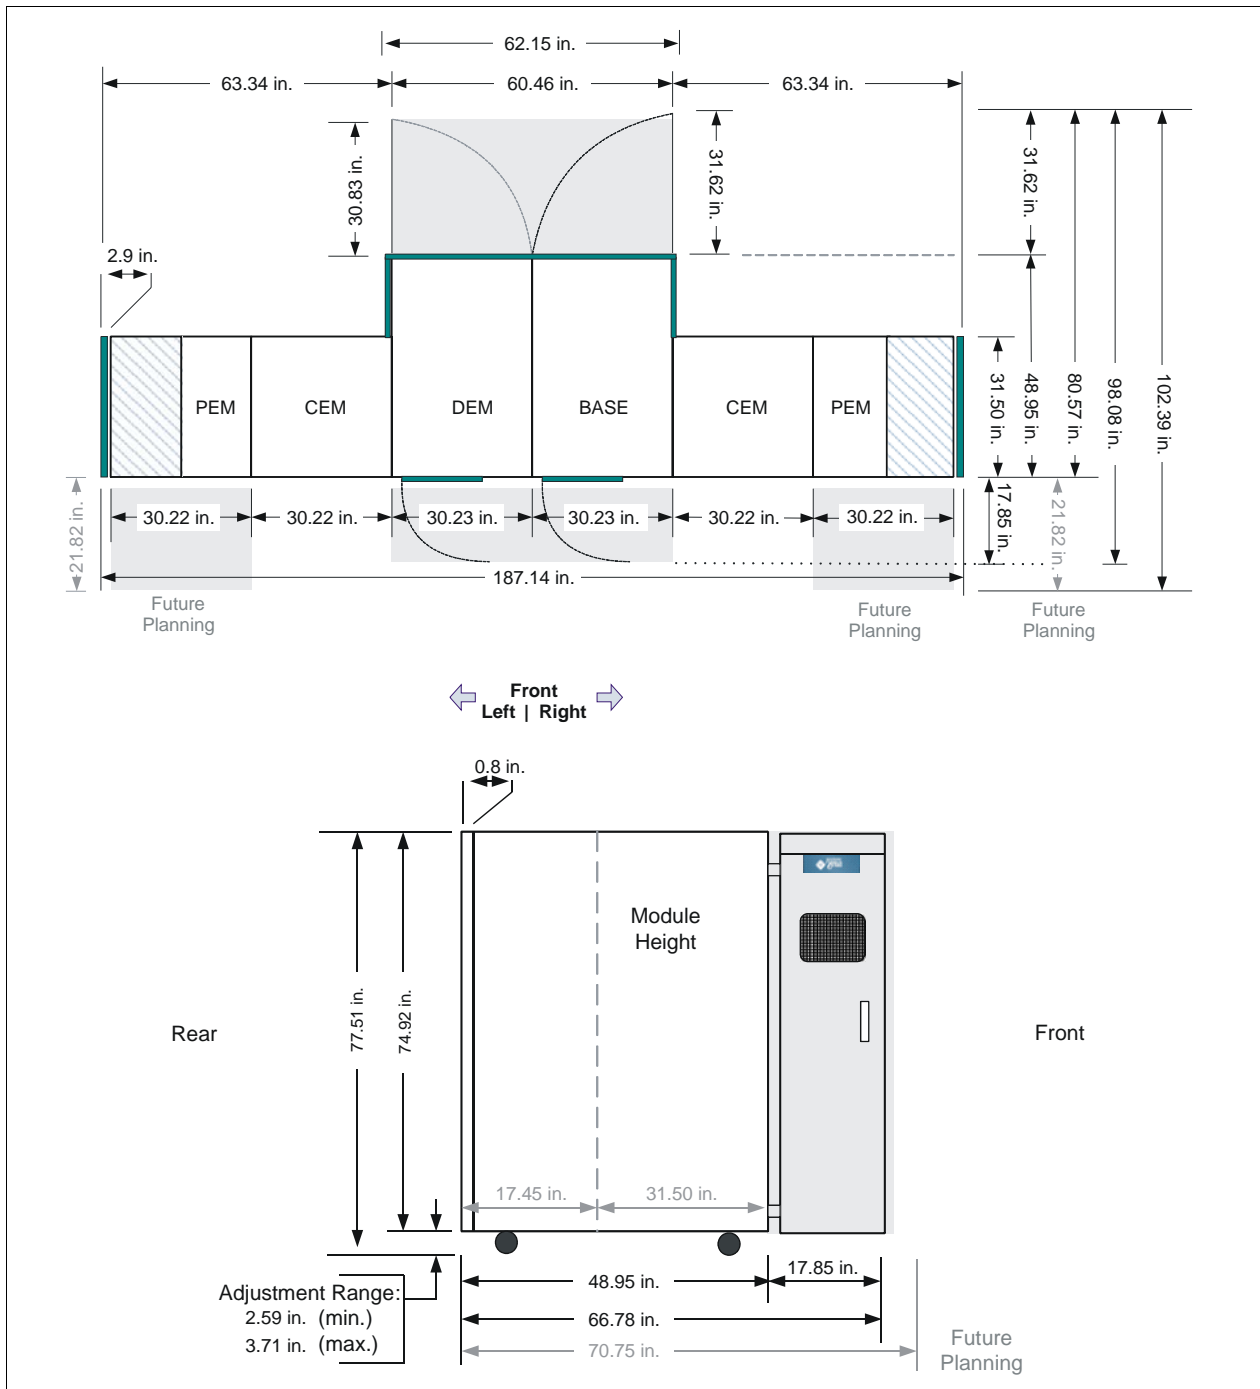 62.15 in.
63.34 in.
60.46 in.
63.34 in.
30.83 in.
31.62 in.
31.62 in.
2.9 in.
PEM
CEM
DEM
BASE
CEM
PEM
31.50 in.
48.95 in.
80.57 in.
98.08 in.
102.39 in.
21.82 in.
30.22 in.
30.22 in.
30.23 in.
30.23 in.
30.22 in.
30.22 in.
17.85 in.
21.82 in.
187.14 in.
Future
Planning
Future
Planning
Future
Planning
Front
Left | Right
0.8 in.
Module
Height
77.51 in.
74.92 in.
Rear
Front
17.45 in.
31.50 in.
Adjustment Range:
2.59 in. (min.)
3.71 in. (max.)
48.95 in.
17.85 in.
66.78 in.
70.75 in.
Future
Planning